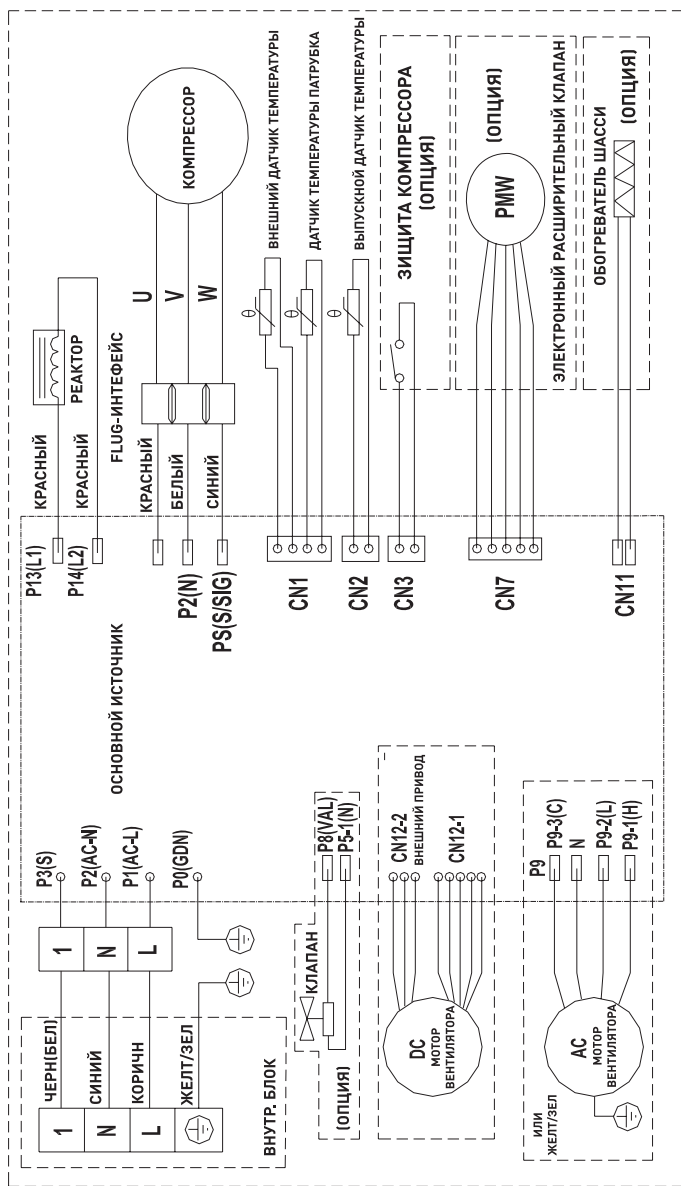 P13(L1)
КРАСНЫЙ
РЕАКТОР
P14(L2)
КРАСНЫЙ
FLUG-ИНТЕФЕЙС
КРАСНЫЙ
U
P2(N)
БЕЛЫЙ
V
PS(S/SIG)
СИНИЙ
W
КОМПРЕССОР
CN1
θ
ВНЕШНИЙ ДАТЧИК ТЕМПЕРАТУРЫ
θ
ДАТЧИК ТЕМПЕРАТУРЫ ПАТРУБКА
CN2
θ
ВЫПУСКНОЙ ДАТЧИК ТЕМПЕРАТУРЫ
CN3
ЗИЩИТА КОМПРЕССОРА
(ОПЦИЯ)
CN7
PMW
(ОПЦИЯ)
ЭЛЕКТРОННЫЙ РАСШИРИТЕЛЬНЫЙ КЛАПАН
CN11
ОБОГРЕВАТЕЛЬ ШАССИ
(ОПЦИЯ)
ОСНОВНОЙ ИСТОЧНИК
1
ЧЕРН(БЕЛ)
1
P3(S)
N
СИНИЙ
N
P2(AC-N)
L
КОРИЧН
L
P1(AC-L)
ЖЕЛТ/ЗЕЛ
P0(GDN)
ВНУТР. БЛОК
КЛАПАН
P8(VAL)
P5-1(N)
(ОПЦИЯ)
CN12-2
ВНЕШНИЙ ПРИВОД
DC
МОТОР
ВЕНТИЛЯТОРА
CN12-1
P9
P9-3(C)
N
P9-2(L)
P9-1(H)
AC
МОТОР
ВЕНТИЛЯТОРА
ИЛИ
ЖЕЛТ/ЗЕЛ